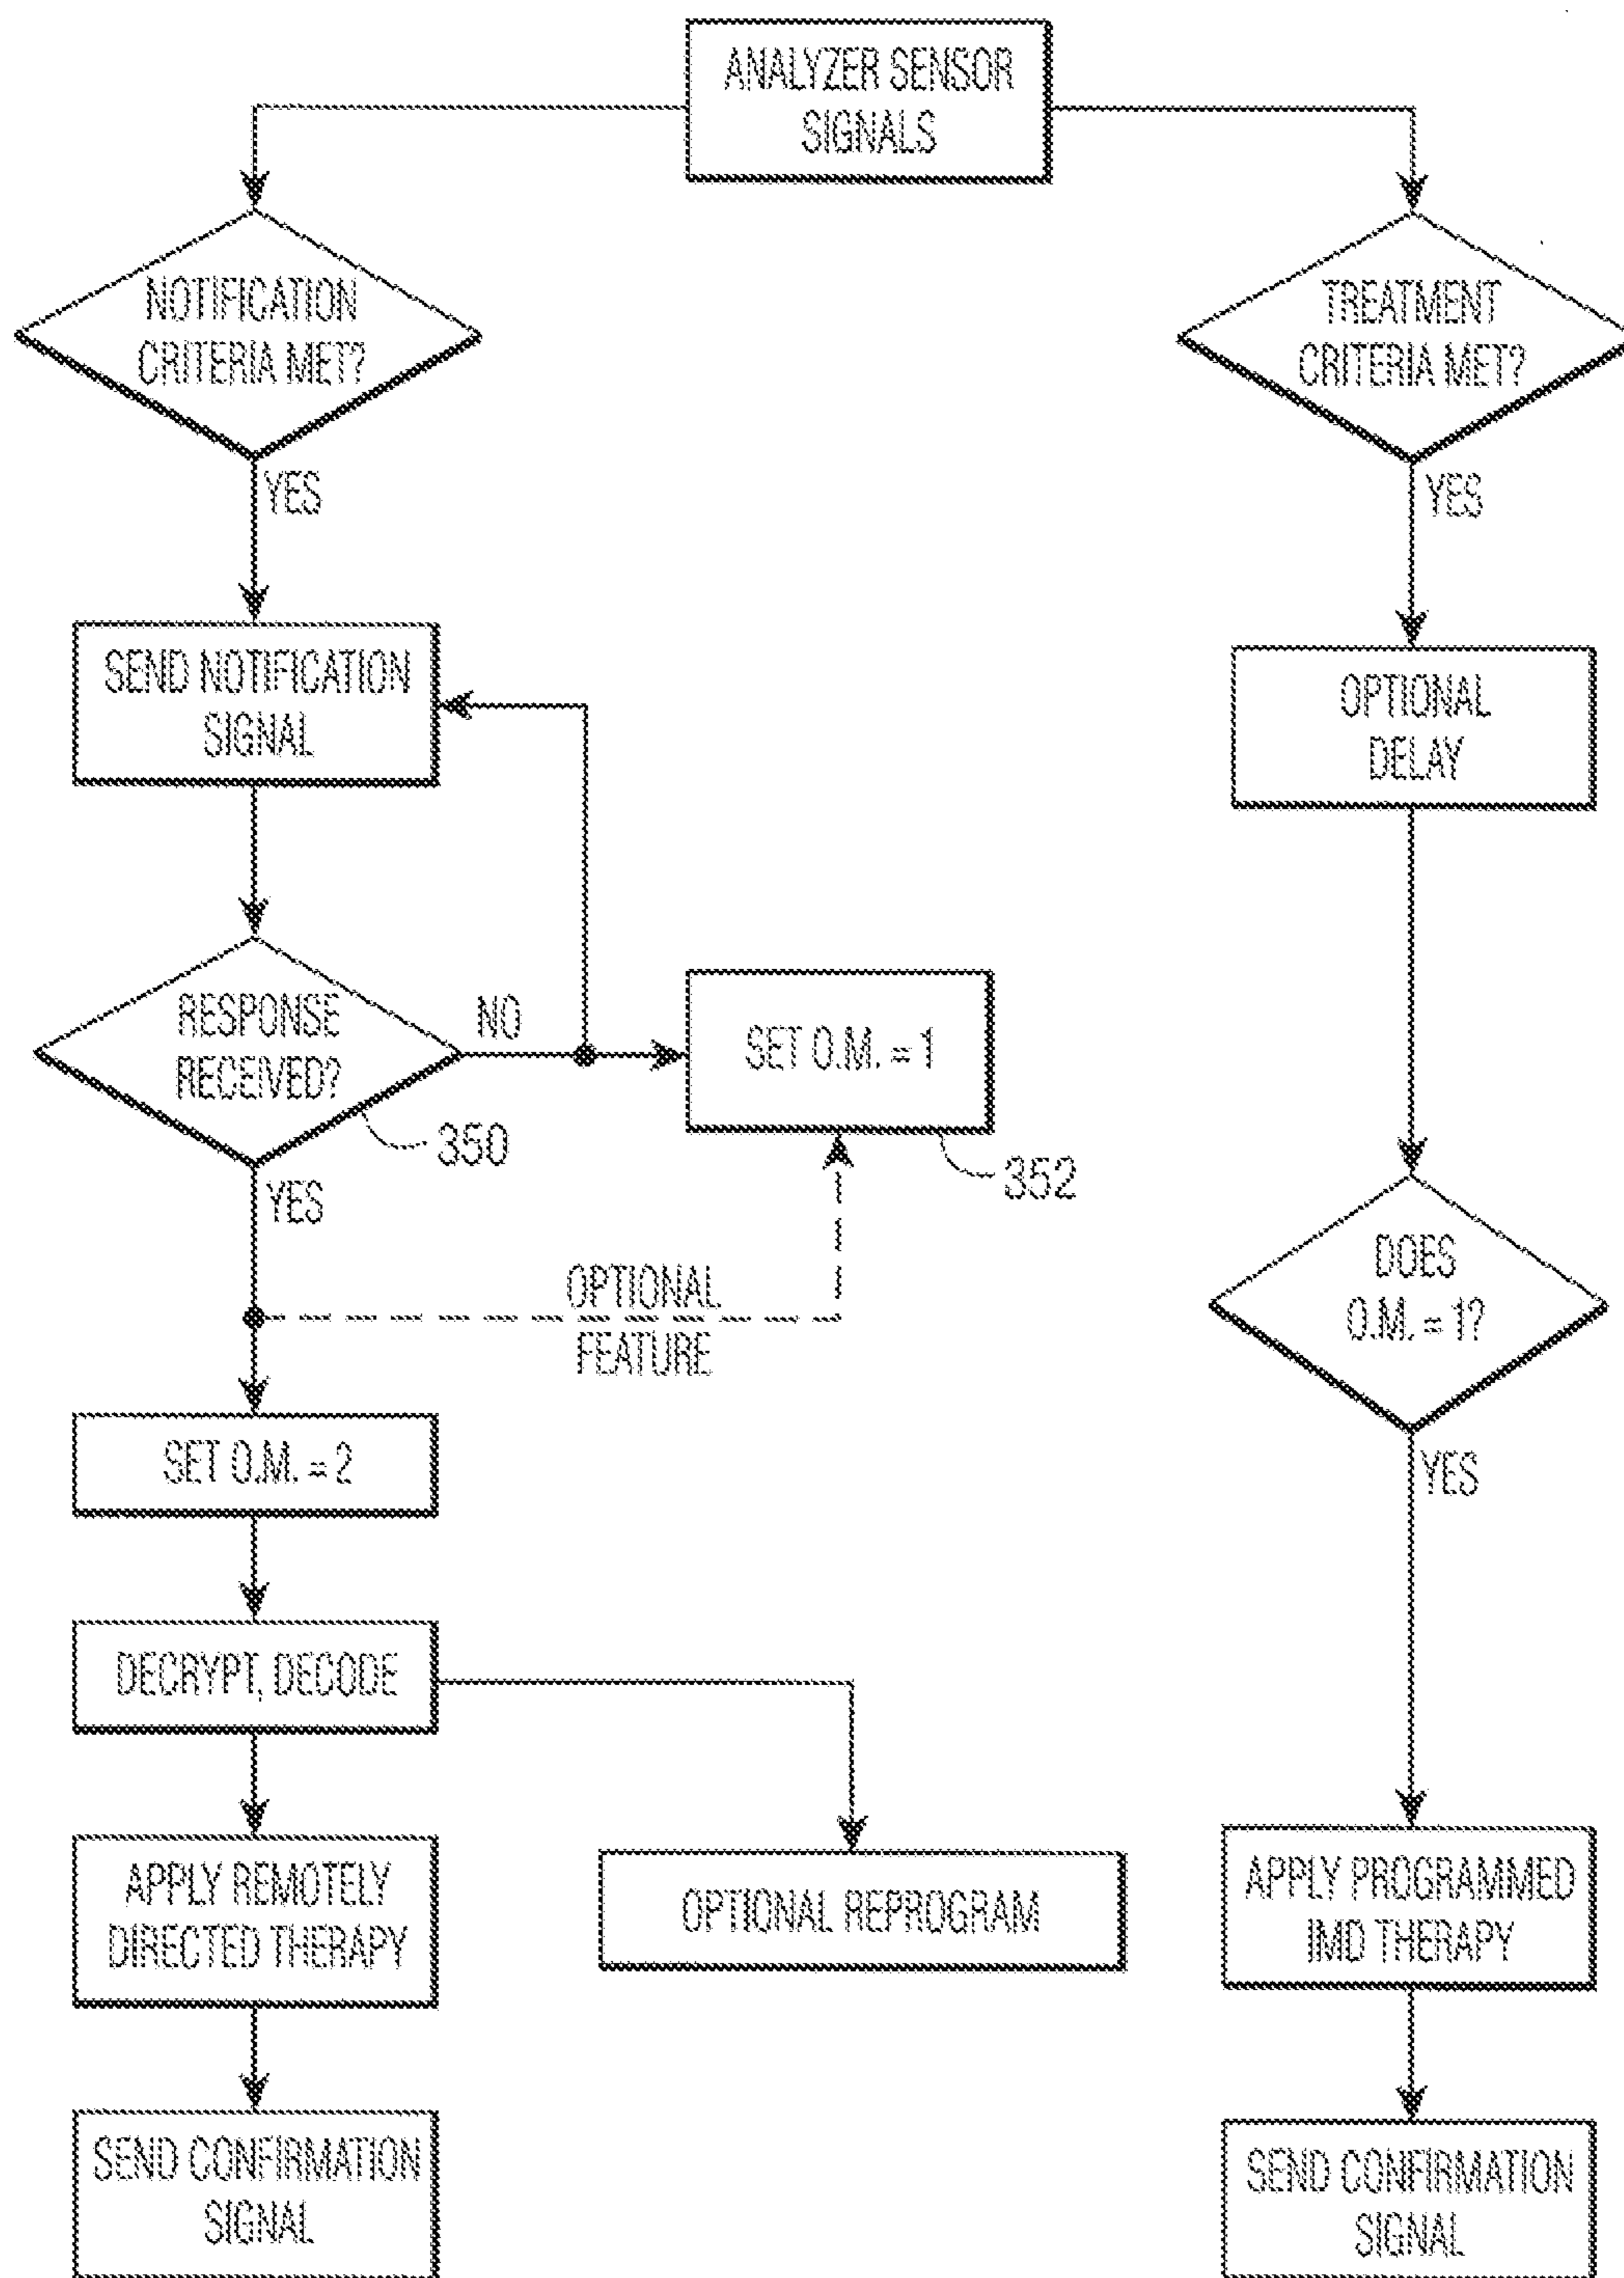 ANALYZER SENSOR
SIGNALS
NOTIFICATION
CRITERIA MET?
YES
TREATMENT
CRITERIA MET?
YES
SEND NOTIFICATION
SIGNAL
OPTIONAL
DELAY
RESPONSE
RECEIVED?
NO
350
YES
SET O.M. = 1
352
OPTIONAL
FEATURE
DOES
O.M. = 1?
YES
SET O.M. = 2
DECRYPT, DECODE
APPLY REMOTELY
DIRECTED THERAPY
OPTIONAL REPROGRAM
APPLY PROGRAMMED
IMD THERAPY
SEND CONFIRMATION
SIGNAL
SEND CONFIRMATION
SIGNAL